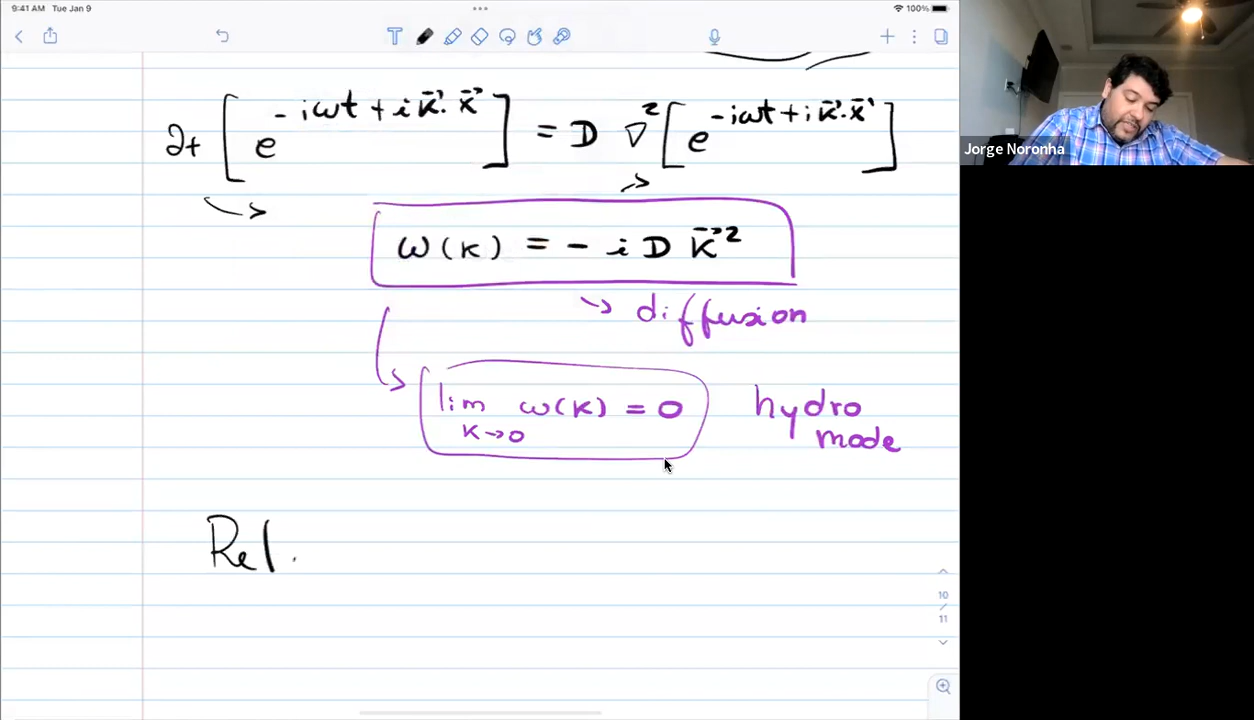 9:41 AM Tue Jan 9
100%
∂t [ e^{-iωt + i k⃗·x⃗} ] = D ∇² [ e^{-iωt + i k⃗·x⃗} ]
ω(k) = - i D k⃗²
→ diffusion
lim ω(k) = 0
k→0
hydro
mode
Rel.
10
11
Jorge Noronha